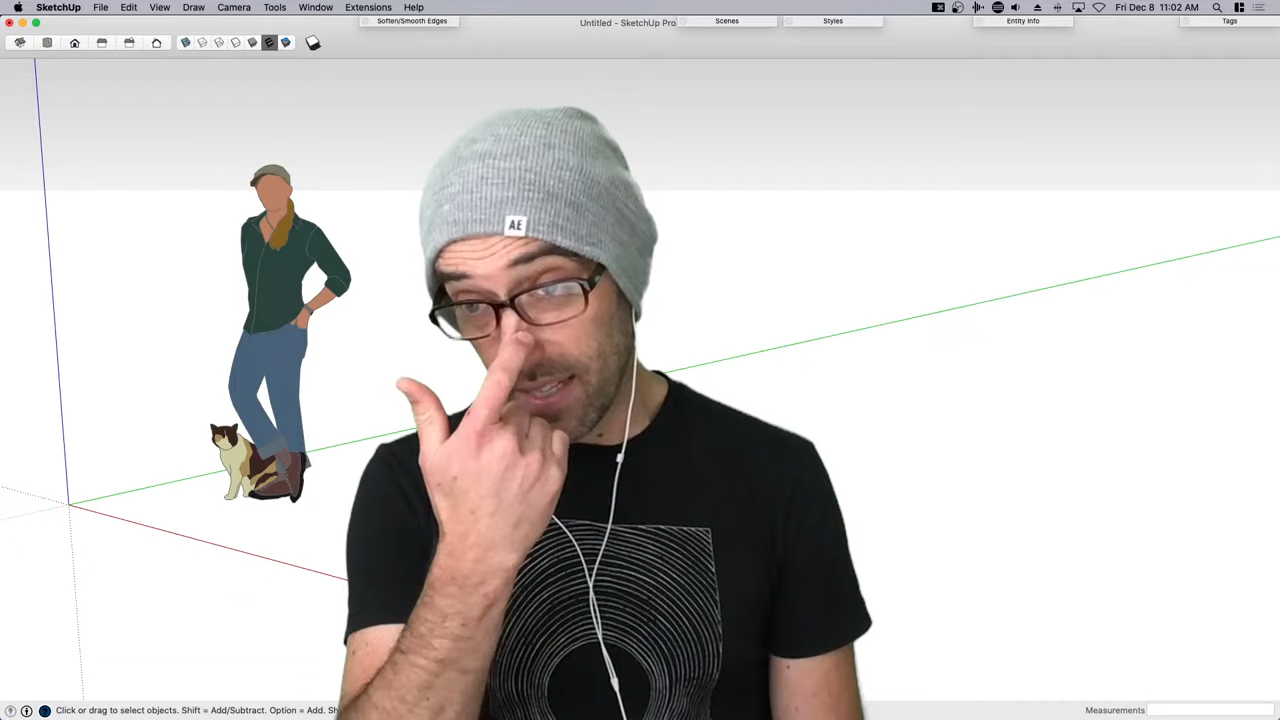 SketchUp File Edit View Draw Camera Tools Window Extensions Help Fri Dec 8 11:02 AM
Soften/Smooth Edges Untitled - SketchUp Pro Scenes Styles Entity Info Tags
AE
Click or drag to select objects. Shift = Add/Subtract. Option = Add. Sh Measurements